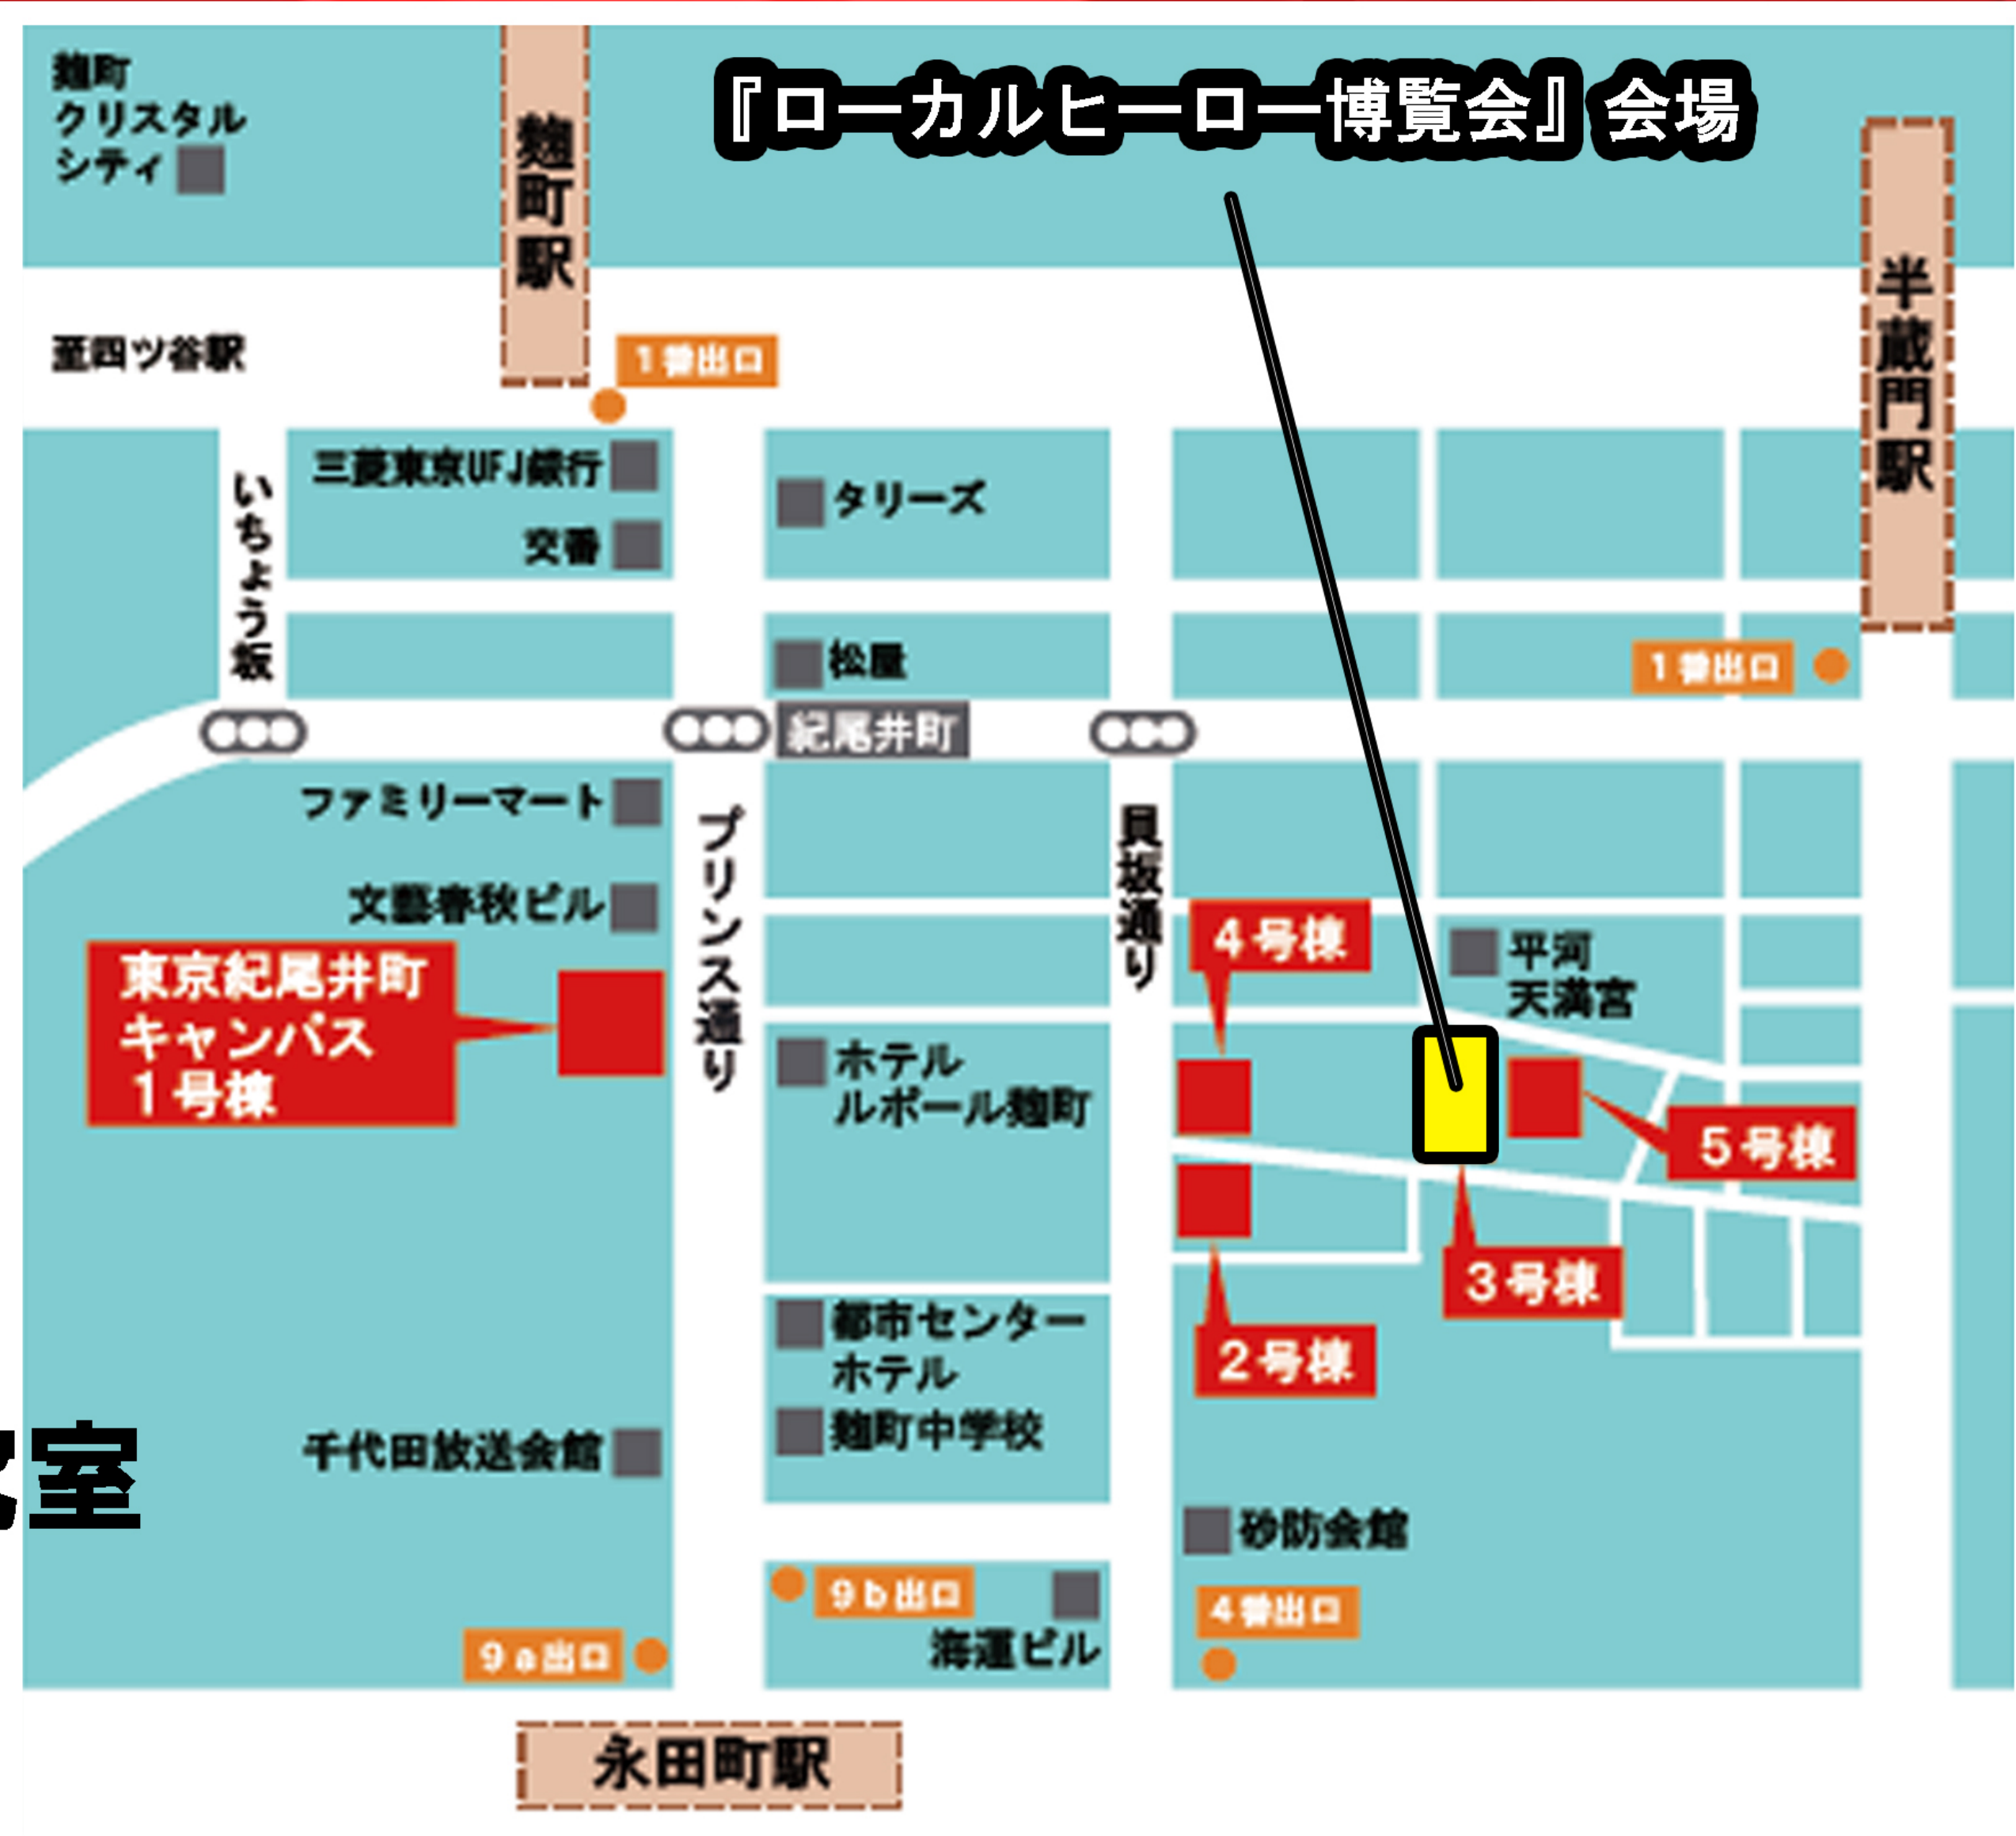 『ローカルヒーロー博覧会』会場
麹町
クリスタル
シティ
麹町駅
半蔵門駅
至四ツ谷駅
1番出口
三菱東京UFJ銀行
交番
タリーズ
いちょう坂
松屋
1番出口
紀尾井町
ファミリーマート
文藝春秋ビル
プリンス通り
貝坂通り
4号棟
平河
天満宮
東京紀尾井町
キャンパス
1号棟
ホテル
ルポール麹町
5号棟
3号棟
2号棟
都市センター
ホテル
麹町中学校
室
千代田放送会館
砂防会館
9b出口
海運ビル
4番出口
9a出口
永田町駅